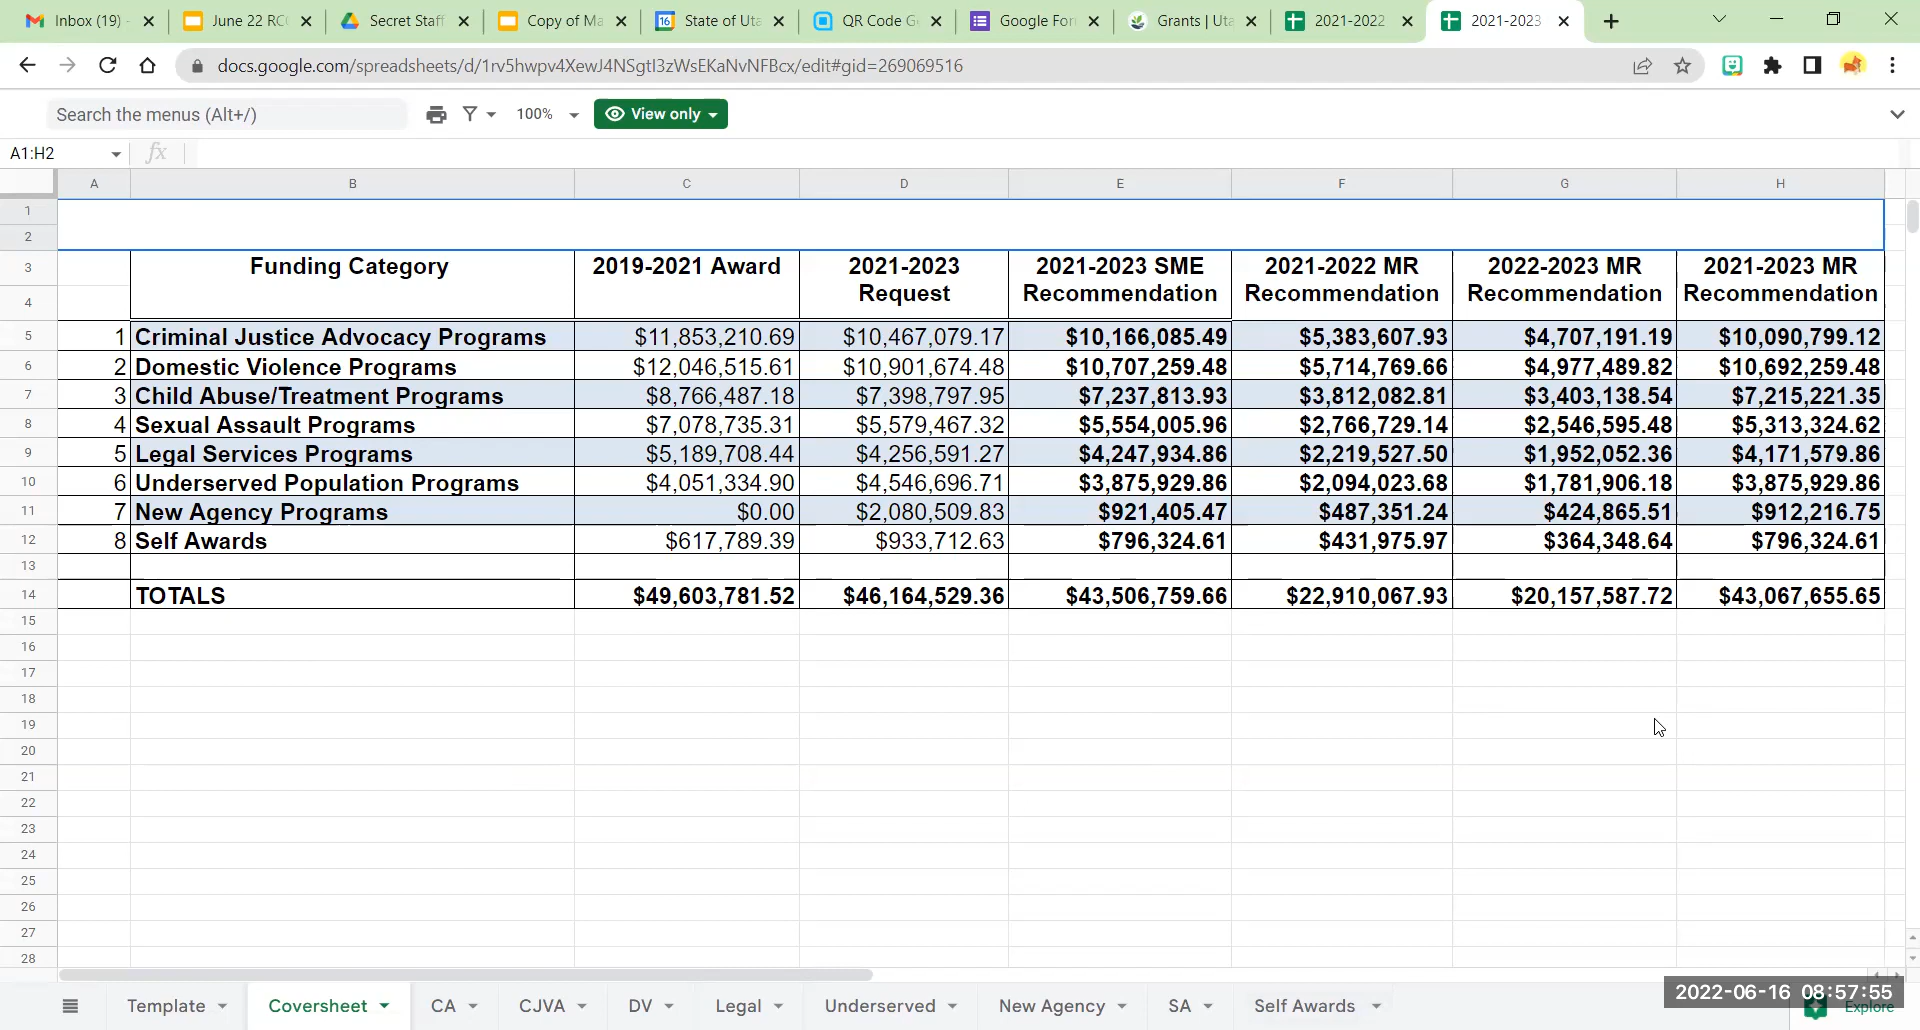 Inbox (19) June 22 RCC Secret Staff Copy of Ma State of Uta QR Code Ge Google For Grants | Uta 2021-2022 2021-2023
docs.google.com/spreadsheets/d/1rv5hwpv4XewJ4NSgtI3zWsEKaNvNFBcx/edit#gid=269069516
Search the menus (Alt+/) 100% View only
A1:H2 fx
A B C D E F G H
1
2
3 Funding Category 2019-2021 Award 2021-2023 2021-2023 SME 2021-2022 MR 2022-2023 MR 2021-2023 MR
4 Request Recommendation Recommendation Recommendation Recommendation
5 1 Criminal Justice Advocacy Programs $11,853,210.69 $10,467,079.17 $10,166,085.49 $5,383,607.93 $4,707,191.19 $10,090,799.12
6 2 Domestic Violence Programs $12,046,515.61 $10,901,674.48 $10,707,259.48 $5,714,769.66 $4,977,489.82 $10,692,259.48
7 3 Child Abuse/Treatment Programs $8,766,487.18 $7,398,797.95 $7,237,813.93 $3,812,082.81 $3,403,138.54 $7,215,221.35
8 4 Sexual Assault Programs $7,078,735.31 $5,579,467.32 $5,554,005.96 $2,766,729.14 $2,546,595.48 $5,313,324.62
9 5 Legal Services Programs $5,189,708.44 $4,256,591.27 $4,247,934.86 $2,219,527.50 $1,952,052.36 $4,171,579.86
10 6 Underserved Population Programs $4,051,334.90 $4,546,696.71 $3,875,929.86 $2,094,023.68 $1,781,906.18 $3,875,929.86
11 7 New Agency Programs $0.00 $2,080,509.83 $921,405.47 $487,351.24 $424,865.51 $912,216.75
12 8 Self Awards $617,789.39 $933,712.63 $796,324.61 $431,975.97 $364,348.64 $796,324.61
13
14 TOTALS $49,603,781.52 $46,164,529.36 $43,506,759.66 $22,910,067.93 $20,157,587.72 $43,067,655.65
15
16
17
18
19
20
21
22
23
24
25
26
27
28
2022-06-16 08:57:55
Template Coversheet CA CJVA DV Legal Underserved New Agency SA Self Awards Explore